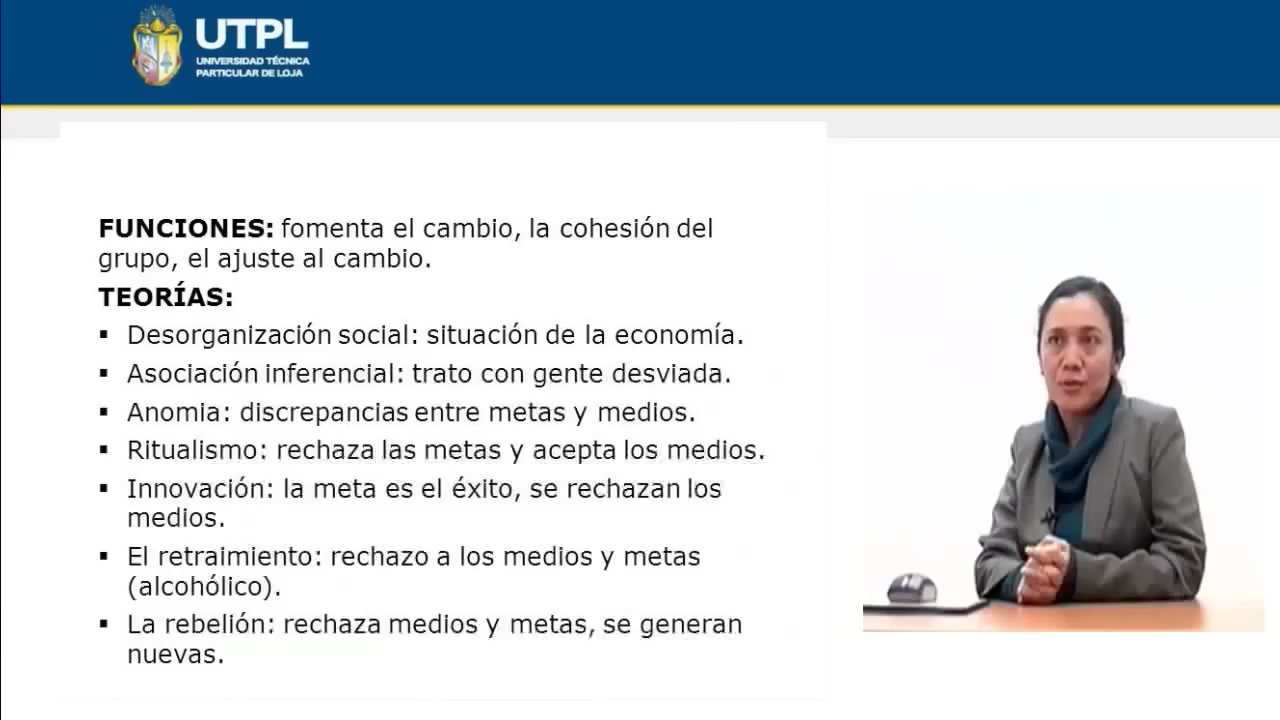 UTPL
UNIVERSIDAD TÉCNICA
PARTICULAR DE LOJA
FUNCIONES: fomenta el cambio, la cohesión del
grupo, el ajuste al cambio.
TEORÍAS:
▪ Desorganización social: situación de la economía.
▪ Asociación inferencial: trato con gente desviada.
▪ Anomia: discrepancias entre metas y medios.
▪ Ritualismo: rechaza las metas y acepta los medios.
▪ Innovación: la meta es el éxito, se rechazan los
medios.
▪ El retraimiento: rechazo a los medios y metas
(alcohólico).
▪ La rebelión: rechaza medios y metas, se generan
nuevas.